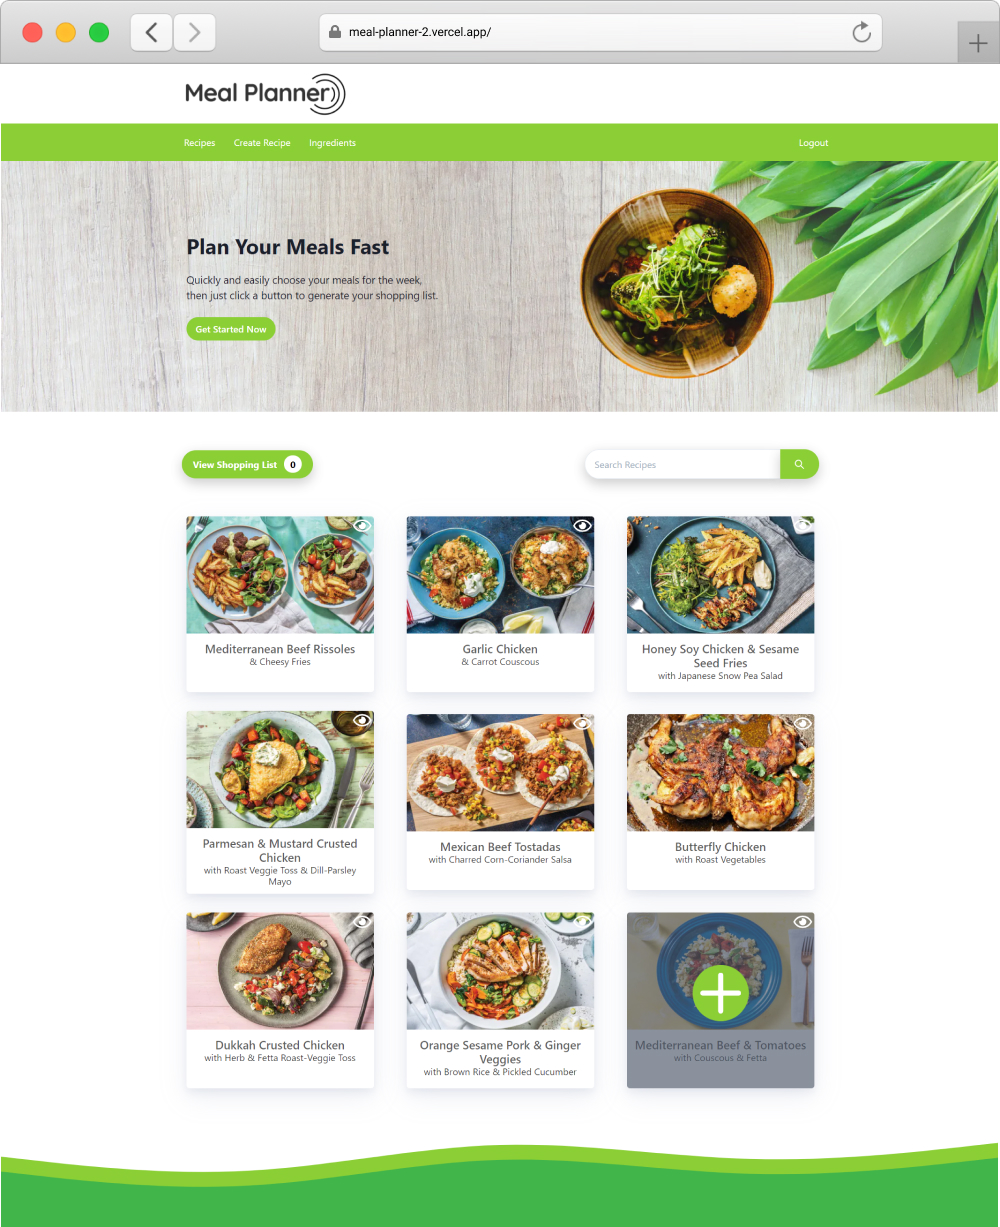 meal-planner-2.vercel.app/
Meal Planner
Recipes Create Recipe Ingredients Logout
Plan Your Meals Fast
Quickly and easily choose your meals for the week,
then just click a button to generate your shopping list.
Get Started Now
View Shopping List 0
Search Recipes
Mediterranean Beef Rissoles
& Cheesy Fries
Garlic Chicken
& Carrot Couscous
Honey Soy Chicken & Sesame
Seed Fries
with Japanese Snow Pea Salad
Parmesan & Mustard Crusted
Chicken
with Roast Veggie Toss & Dill-Parsley
Mayo
Mexican Beef Tostadas
with Charred Corn-Coriander Salsa
Butterfly Chicken
with Roast Vegetables
Dukkah Crusted Chicken
with Herb & Fetta Roast-Veggie Toss
Orange Sesame Pork & Ginger
Veggies
with Brown Rice & Pickled Cucumber
Mediterranean Beef & Tomatoes
with Couscous & Fetta